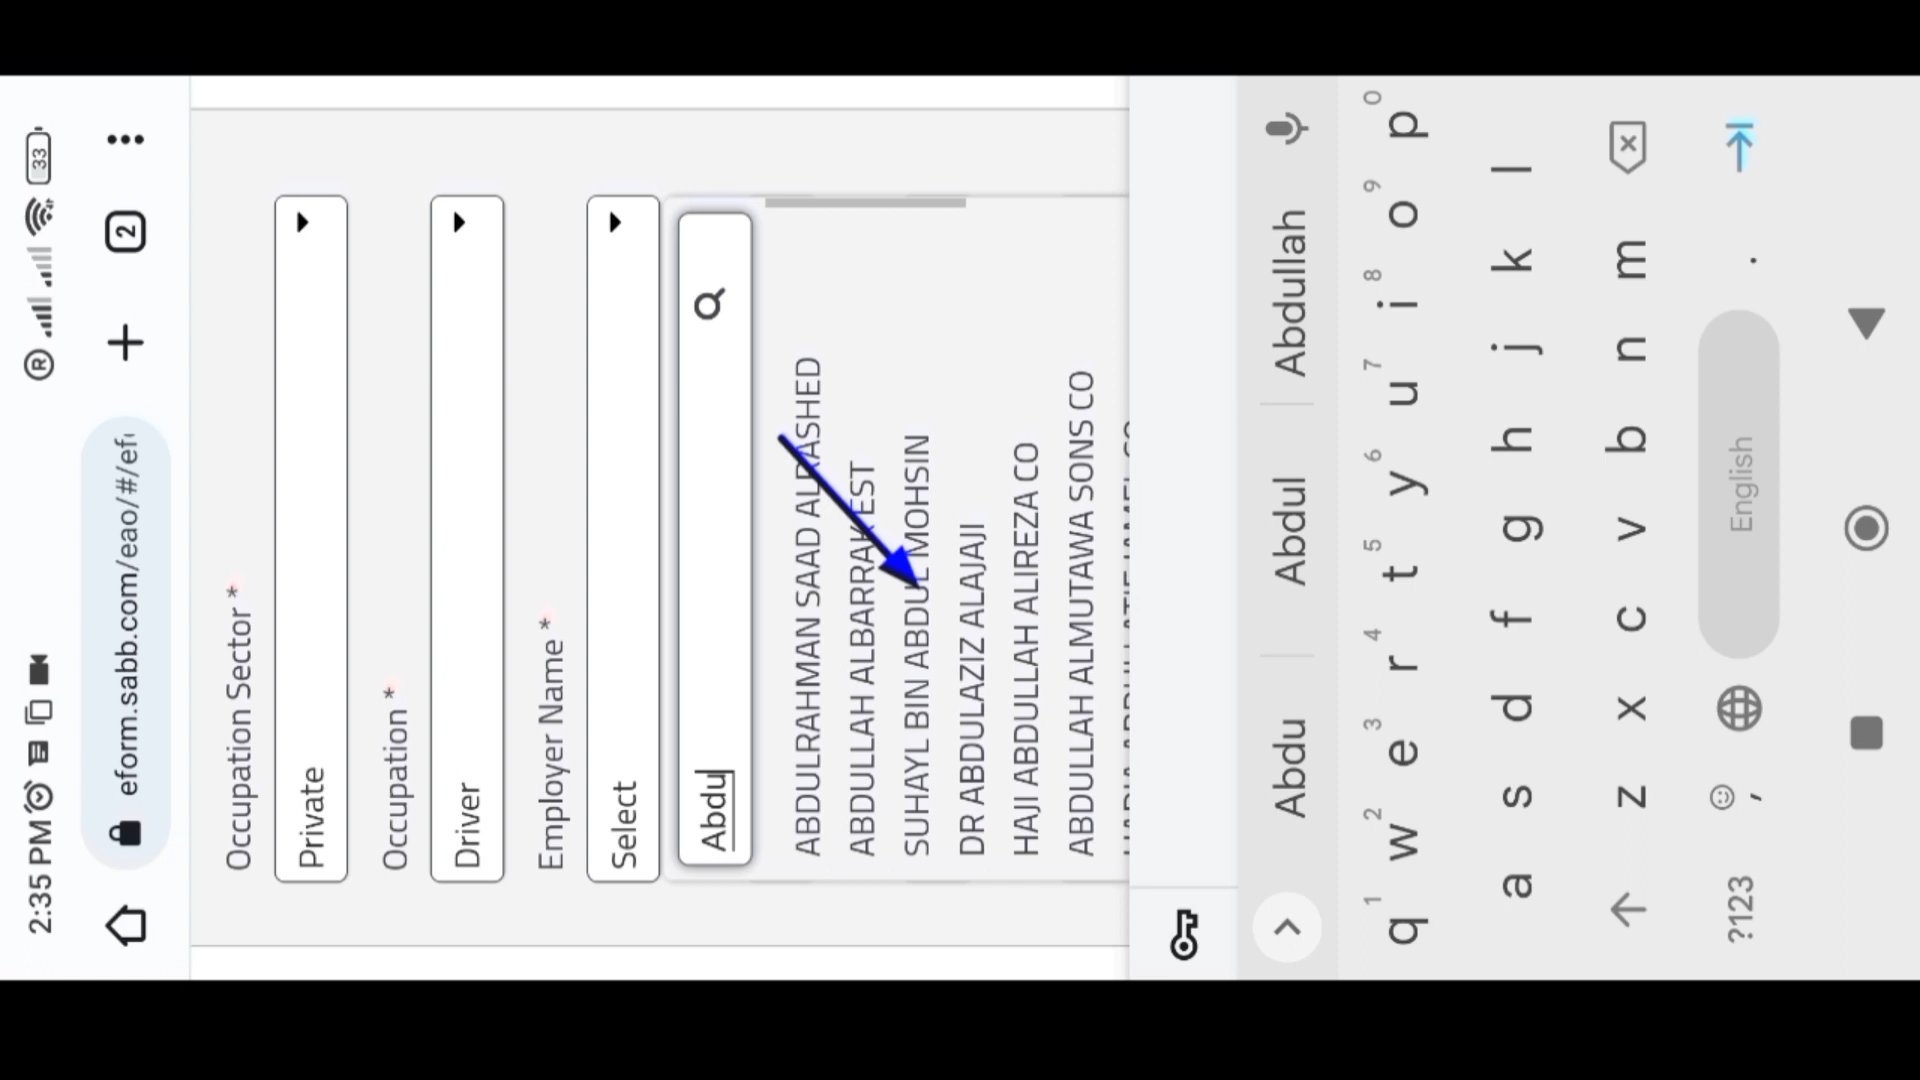 2:35 PM
33
eform.sabb.com/eao/#/ef
2
Occupation Sector *
Private
Occupation *
Driver
Employer Name *
Select
Abdu
ABDULRAHMAN SAAD ALRASHED
ABDULLAH ALBARRAK EST
SUHAYL BIN ABDUL MOHSIN
DR ABDULAZIZ ALAJAJI
HAJI ABDULLAH ALIREZA CO
ABDULLAH ALMUTAWA SONS CO
Abdu Abdul Abdullah
1 2 3 4 5 6 7 8 9 0
q w e r t y u i o p
a s d f g h j k l
z x c v b n m
?123 , English .